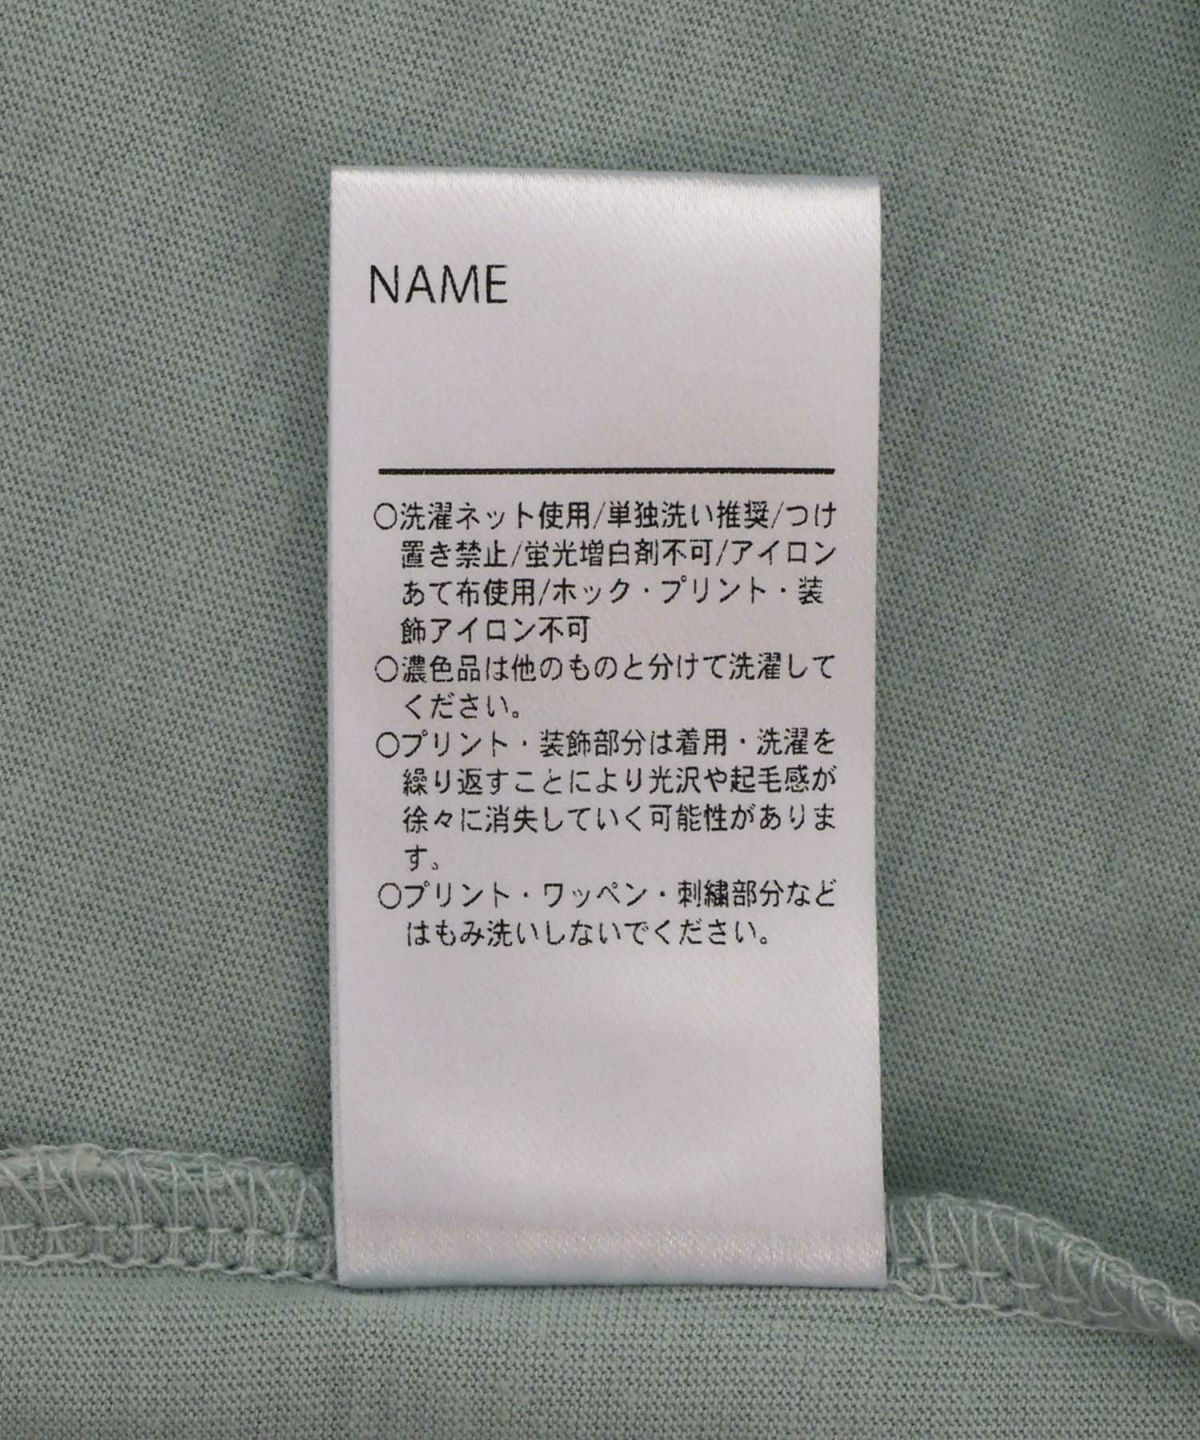 NAME
○洗濯ネット使用/単独洗い推奨/つけ
置き禁止/蛍光増白剤不可/アイロン
あて布使用/ホック・プリント・装
飾アイロン不可
○濃色品は他のものと分けて洗濯して
ください。
○プリント・装飾部分は着用・洗濯を
繰り返すことにより光沢や起毛感が
徐々に消失していく可能性がありま
す。
○プリント・ワッペン・刺繍部分など
はもみ洗いしないでください。